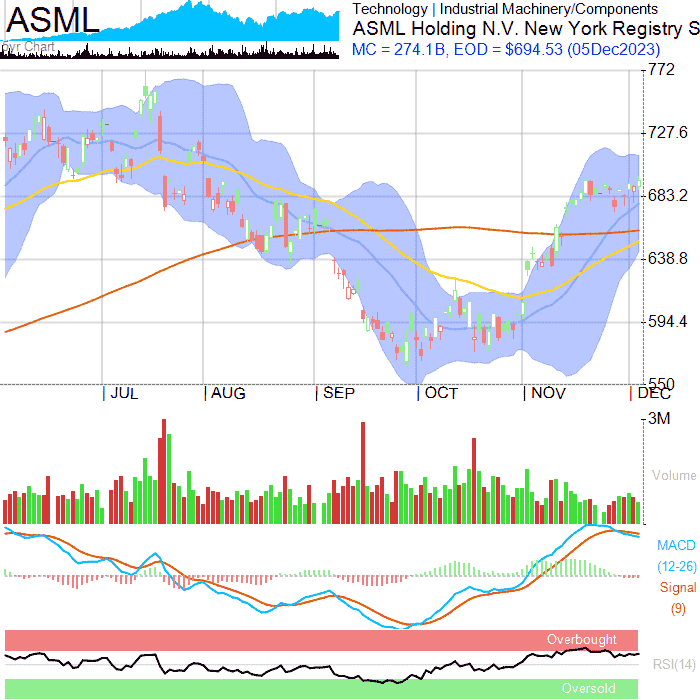 ASML
5yr Chart
Technology | Industrial Machinery/Components
ASML Holding N.V. New York Registry S
MC = 274.1B, EOD = $694.53 (05Dec2023)
772
727.6
683.2
638.8
594.4
550
JUL
AUG
SEP
OCT
NOV
DEC
3M
Volume
MACD
(12-26)
Signal
(9)
Overbought
RSI(14)
Oversold